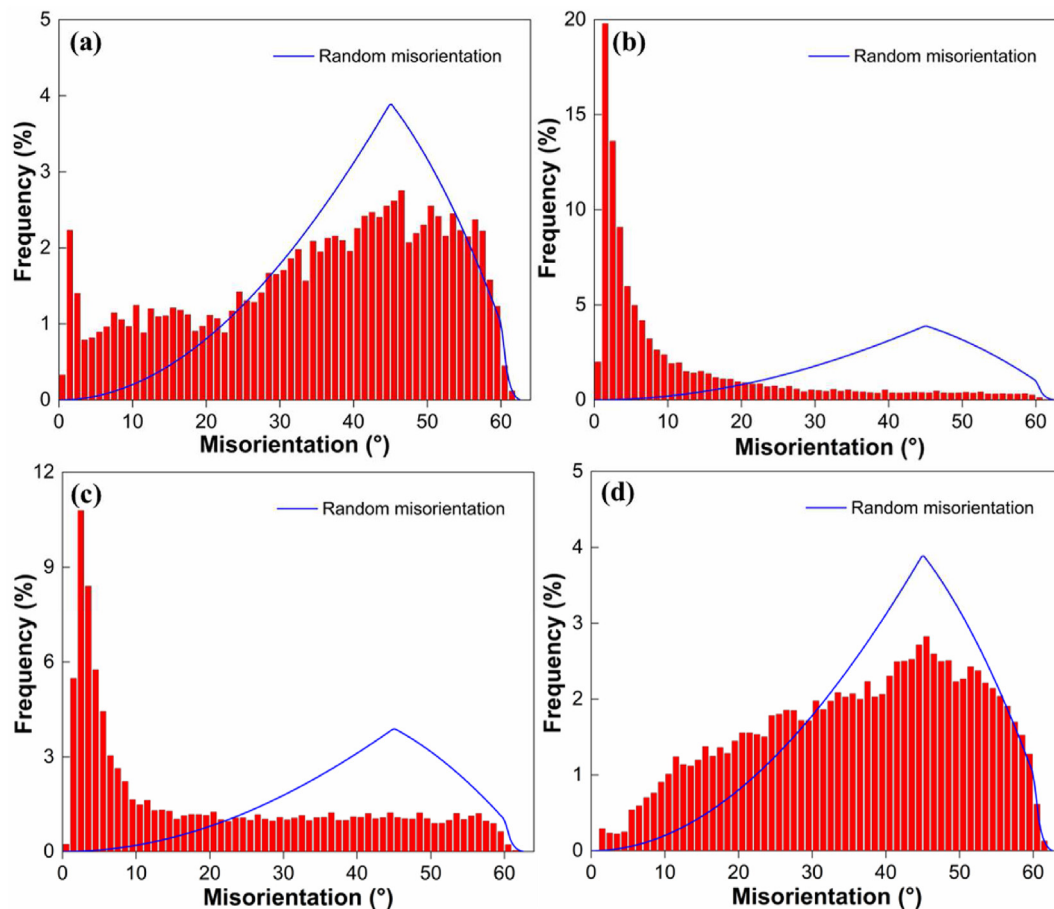 (a)
Random misorientation
Frequency (%)
5
4
3
2
1
0
0 10 20 30 40 50 60
Misorientation (°)
(b)
Random misorientation
Frequency (%)
20
15
10
5
0
0 10 20 30 40 50 60
Misorientation (°)
(c)
Random misorientation
Frequency (%)
12
9
6
3
0
0 10 20 30 40 50 60
Misorientation (°)
(d)
Random misorientation
Frequency (%)
5
4
3
2
1
0
0 10 20 30 40 50 60
Misorientation (°)